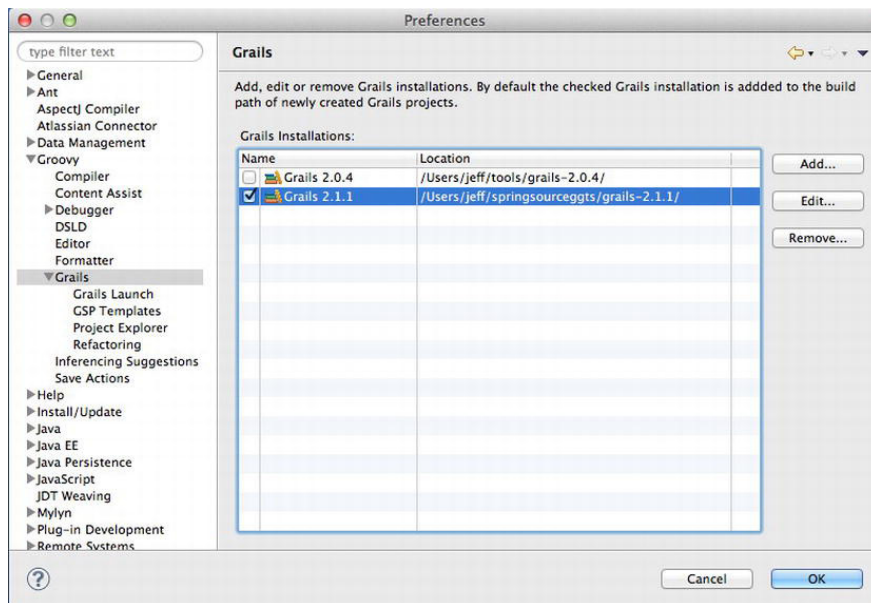 Preferences
type filter text
General
Ant
AspectJ Compiler
Atlassian Connector
Data Management
Groovy
Compiler
Content Assist
Debugger
DSLD
Editor
Formatter
Grails
Grails Launch
GSP Templates
Project Explorer
Refactoring
Inferencing Suggestions
Save Actions
Help
Install/Update
Java
Java EE
Java Persistence
JavaScript
JDT Weaving
Mylyn
Plug-in Development
Remote Systems
Grails
Add, edit or remove Grails installations. By default the checked Grails installation is addded to the build
path of newly created Grails projects.
Grails Installations:
Name Location
Grails 2.0.4 /Users/jeff/tools/grails-2.0.4/
Grails 2.1.1 /Users/jeff/springsourceggts/grails-2.1.1/
Add...
Edit...
Remove...
?
Cancel OK